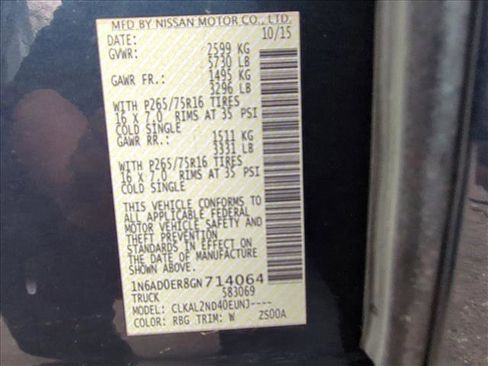 MFD BY NISSAN MOTOR CO., LTD.
DATE: 10/15
GVWR: 2599 KG
5730 LB
GAWR FR.: 1495 KG
3296 LB
WITH P265/75R16 TIRES
16 X 7.0 RIMS AT 35 PSI
COLD SINGLE
GAWR RR.: 1511 KG
3331 LB
WITH P265/75R16 TIRES
16 X 7.0 RIMS AT 35 PSI
COLD SINGLE
THIS VEHICLE CONFORMS TO
ALL APPLICABLE FEDERAL
MOTOR VEHICLE SAFETY AND
THEFT PREVENTION
STANDARDS IN EFFECT ON
THE DATE OF MANUFACTURE
SHOWN ABOVE.
1N6AD0ER8GN714064
TRUCK 583069
MODEL: CLKAL2ND40EUNJ----
COLOR: RBG TRIM: W ZS00A